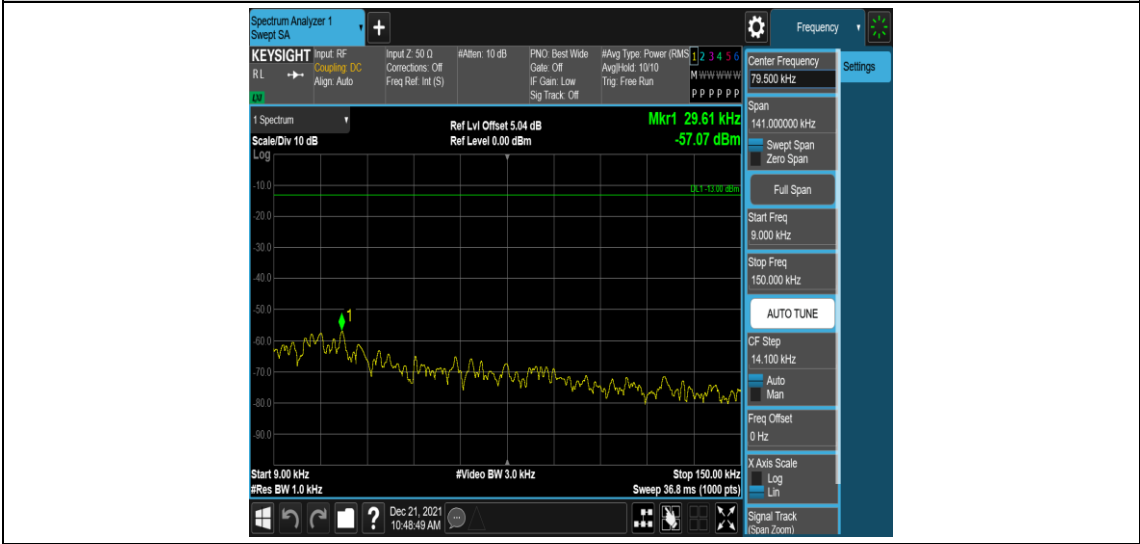 Spectrum Analyzer 1
Swept SA
+
Frequency
KEYSIGHT
RL
LXI
Input: RF
Coupling: DC
Align: Auto
Input Z: 50 Ω
Corrections: Off
Freq Ref: Int (S)
#Atten: 10 dB
PNO: Best Wide
Gate: Off
IF Gain: Low
Sig Track: Off
#Avg Type: Power (RMS
Avg|Hold: 10/10
Trig: Free Run
1 2 3 4 5 6
M W W W W W
P P P P P P
1 Spectrum
Scale/Div 10 dB
Log
Ref Lvl Offset 5.04 dB
Ref Level 0.00 dBm
Mkr1 29.61 kHz
-57.07 dBm
DL1 -13.00 dBm
-10.0
-20.0
-30.0
-40.0
-50.0
-60.0
-70.0
-80.0
-90.0
1
Start 9.00 kHz
#Res BW 1.0 kHz
#Video BW 3.0 kHz
Stop 150.00 kHz
Sweep 36.8 ms (1000 pts)
Center Frequency
79.500 kHz
Settings
Span
141.000000 kHz
Swept Span
Zero Span
Full Span
Start Freq
9.000 kHz
Stop Freq
150.000 kHz
AUTO TUNE
CF Step
14.100 kHz
Auto
Man
Freq Offset
0 Hz
X Axis Scale
Log
Lin
Signal Track
(Span Zoom)
?
Dec 21, 2021
10:48:49 AM